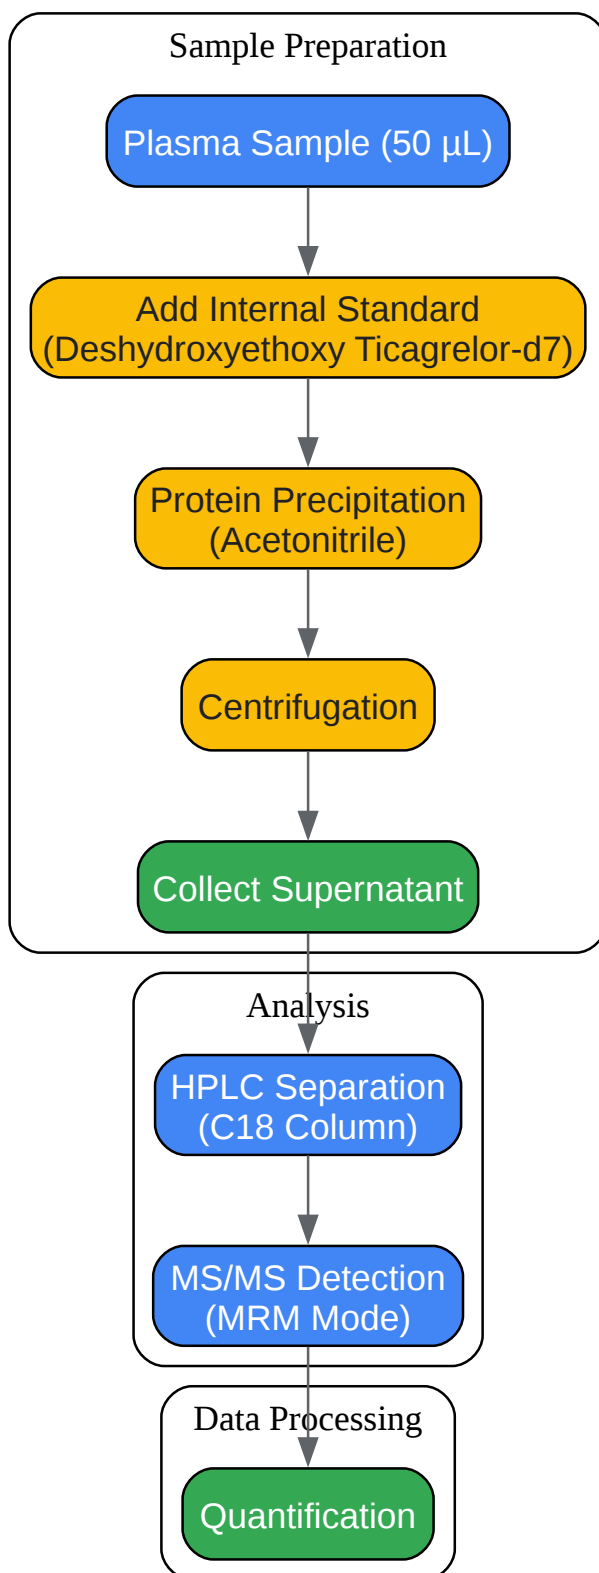 Sample Preparation
Plasma Sample (50 µL)
Add Internal Standard
(Deshydroxyethoxy Ticagrelor-d7)
Protein Precipitation
(Acetonitrile)
Centrifugation
Collect Supernatant
Analysis
HPLC Separation
(C18 Column)
MS/MS Detection
(MRM Mode)
Data Processing
Quantification